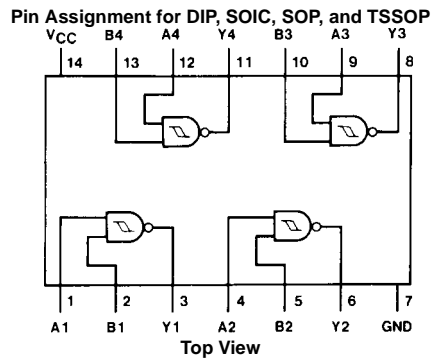 Pin Assignment for DIP, SOIC, SOP, and TSSOP
VCC B4 A4 Y4 B3 A3 Y3
14 13 12 11 10 9 8
1 2 3 4 5 6 7
A1 B1 Y1 A2 B2 Y2 GND
Top View